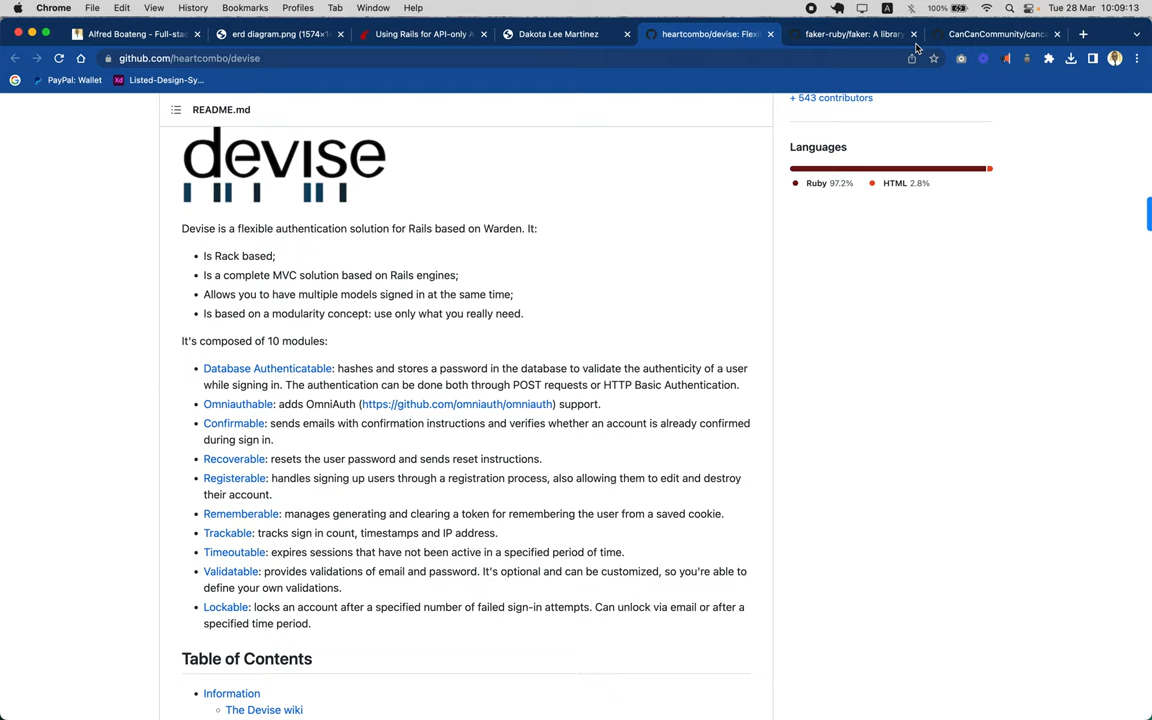 Chrome File Edit View History Bookmarks Profiles Tab Window Help A 100% Tue 28 Mar 10:09:13
Alfred Boateng - Full-stac erd diagram.png (1574×1 Using Rails for API-only A Dakota Lee Martinez heartcombo/devise: Flexi faker-ruby/faker: A library CanCanCommunity/canca
github.com/heartcombo/devise
PayPal: Wallet Xd Listed-Design-Sy...
README.md
+ 543 contributors
devise
Languages
Ruby 97.2% HTML 2.8%
Devise is a flexible authentication solution for Rails based on Warden. It:
• Is Rack based;
• Is a complete MVC solution based on Rails engines;
• Allows you to have multiple models signed in at the same time;
• Is based on a modularity concept: use only what you really need.
It's composed of 10 modules:
• Database Authenticatable: hashes and stores a password in the database to validate the authenticity of a user
while signing in. The authentication can be done both through POST requests or HTTP Basic Authentication.
• Omniauthable: adds OmniAuth (https://github.com/omniauth/omniauth) support.
• Confirmable: sends emails with confirmation instructions and verifies whether an account is already confirmed
during sign in.
• Recoverable: resets the user password and sends reset instructions.
• Registerable: handles signing up users through a registration process, also allowing them to edit and destroy
their account.
• Rememberable: manages generating and clearing a token for remembering the user from a saved cookie.
• Trackable: tracks sign in count, timestamps and IP address.
• Timeoutable: expires sessions that have not been active in a specified period of time.
• Validatable: provides validations of email and password. It's optional and can be customized, so you're able to
define your own validations.
• Lockable: locks an account after a specified number of failed sign-in attempts. Can unlock via email or after a
specified time period.
Table of Contents
• Information
The Devise wiki